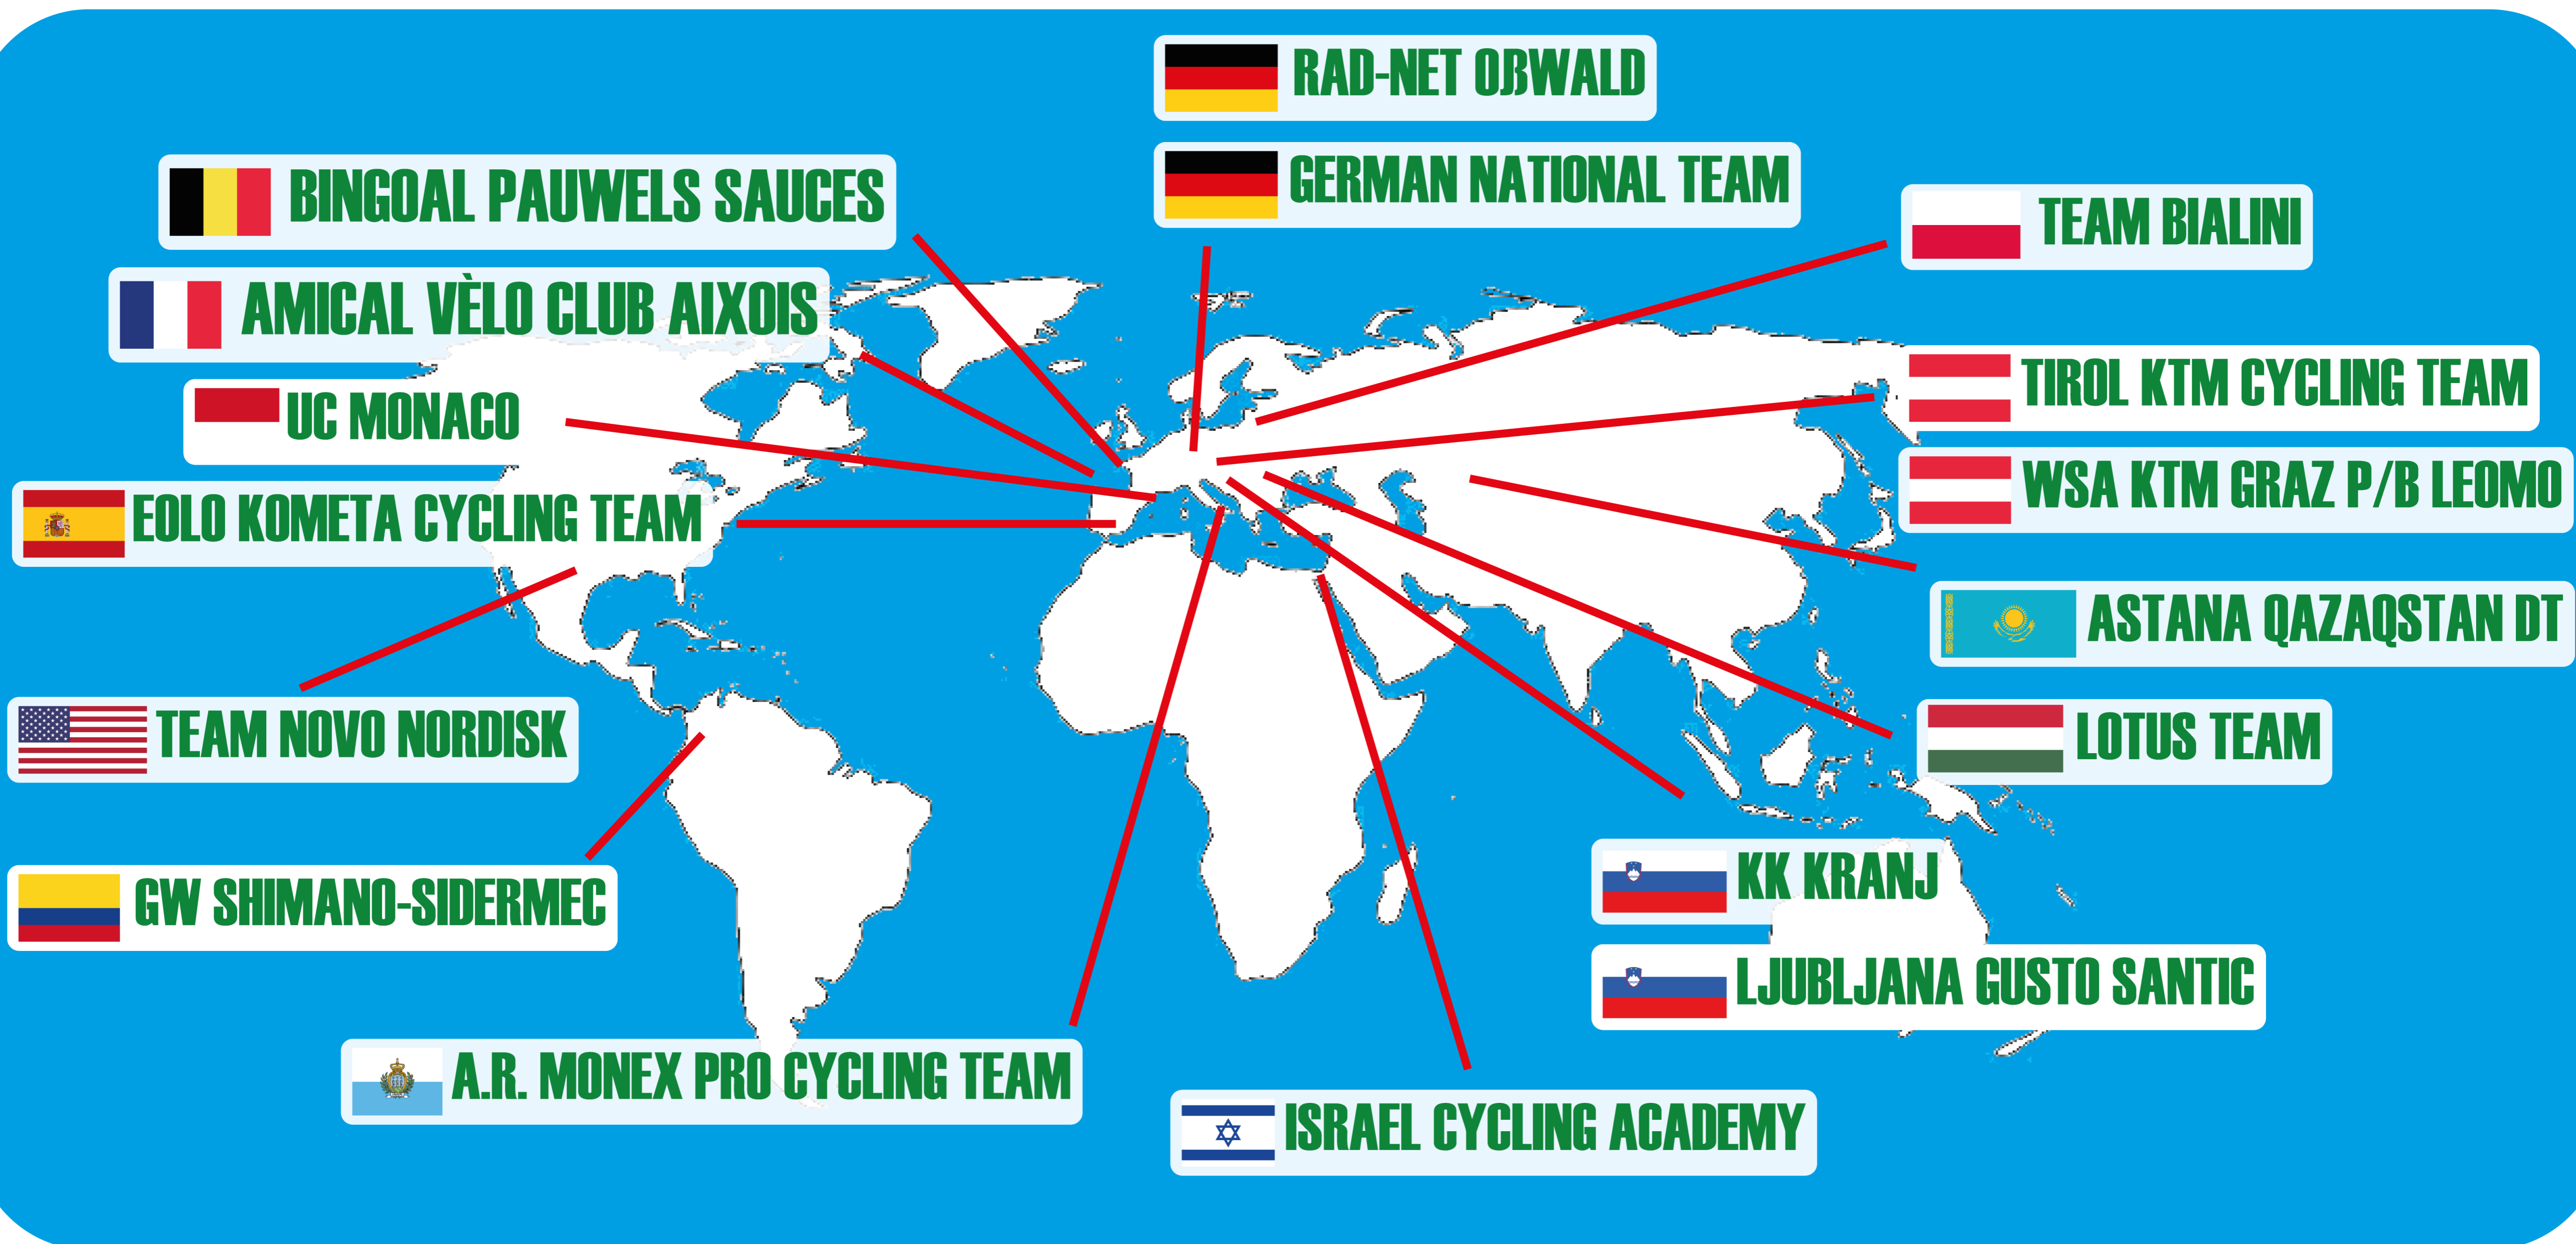 RAD-NET OßWALD
GERMAN NATIONAL TEAM
BINGOAL PAUWELS SAUCES
TEAM BIALINI
AMICAL VÈLO CLUB AIXOIS
TIROL KTM CYCLING TEAM
UC MONACO
WSA KTM GRAZ P/B LEOMO
EOLO KOMETA CYCLING TEAM
ASTANA QAZAQSTAN DT
TEAM NOVO NORDISK
LOTUS TEAM
GW SHIMANO-SIDERMEC
KK KRANJ
LJUBLJANA GUSTO SANTIC
A.R. MONEX PRO CYCLING TEAM
ISRAEL CYCLING ACADEMY